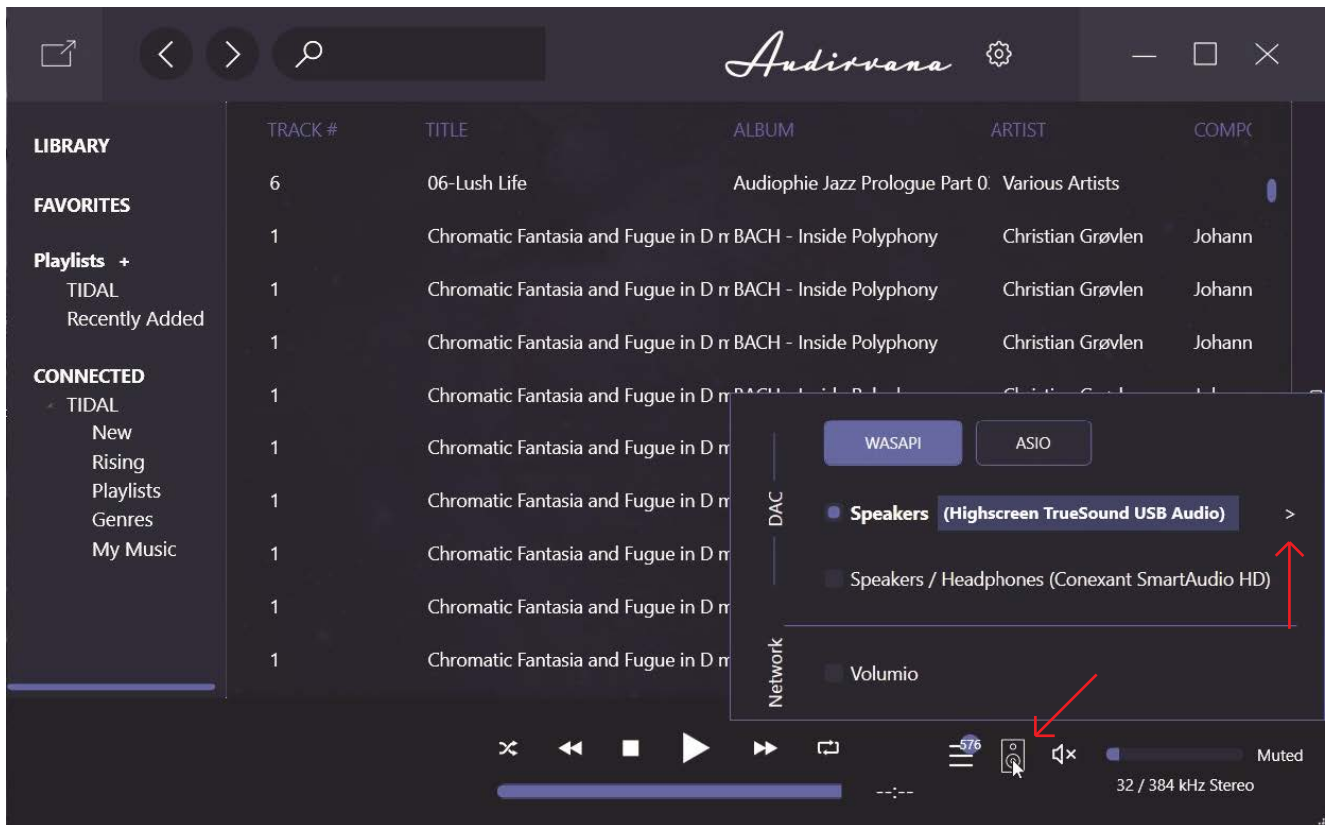 Audirvana
LIBRARY
FAVORITES
Playlists +
TIDAL
Recently Added
CONNECTED
TIDAL
New
Rising
Playlists
Genres
My Music
TRACK # TITLE ALBUM ARTIST COMP(
6 06-Lush Life Audiophie Jazz Prologue Part 0 Various Artists
1 Chromatic Fantasia and Fugue in D m BACH - Inside Polyphony Christian Grøvlen Johann
1 Chromatic Fantasia and Fugue in D m BACH - Inside Polyphony Christian Grøvlen Johann
1 Chromatic Fantasia and Fugue in D m BACH - Inside Polyphony Christian Grøvlen Johann
1 Chromatic Fantasia and Fugue in D m
1 Chromatic Fantasia and Fugue in D m
1 Chromatic Fantasia and Fugue in D m
1 Chromatic Fantasia and Fugue in D m
1 Chromatic Fantasia and Fugue in D m
1 Chromatic Fantasia and Fugue in D m
WASAPI ASIO
DAC
Speakers (Highscreen TrueSound USB Audio) >
Speakers / Headphones (Conexant SmartAudio HD)
Network
Volumio
576
Muted
--:--
32 / 384 kHz Stereo